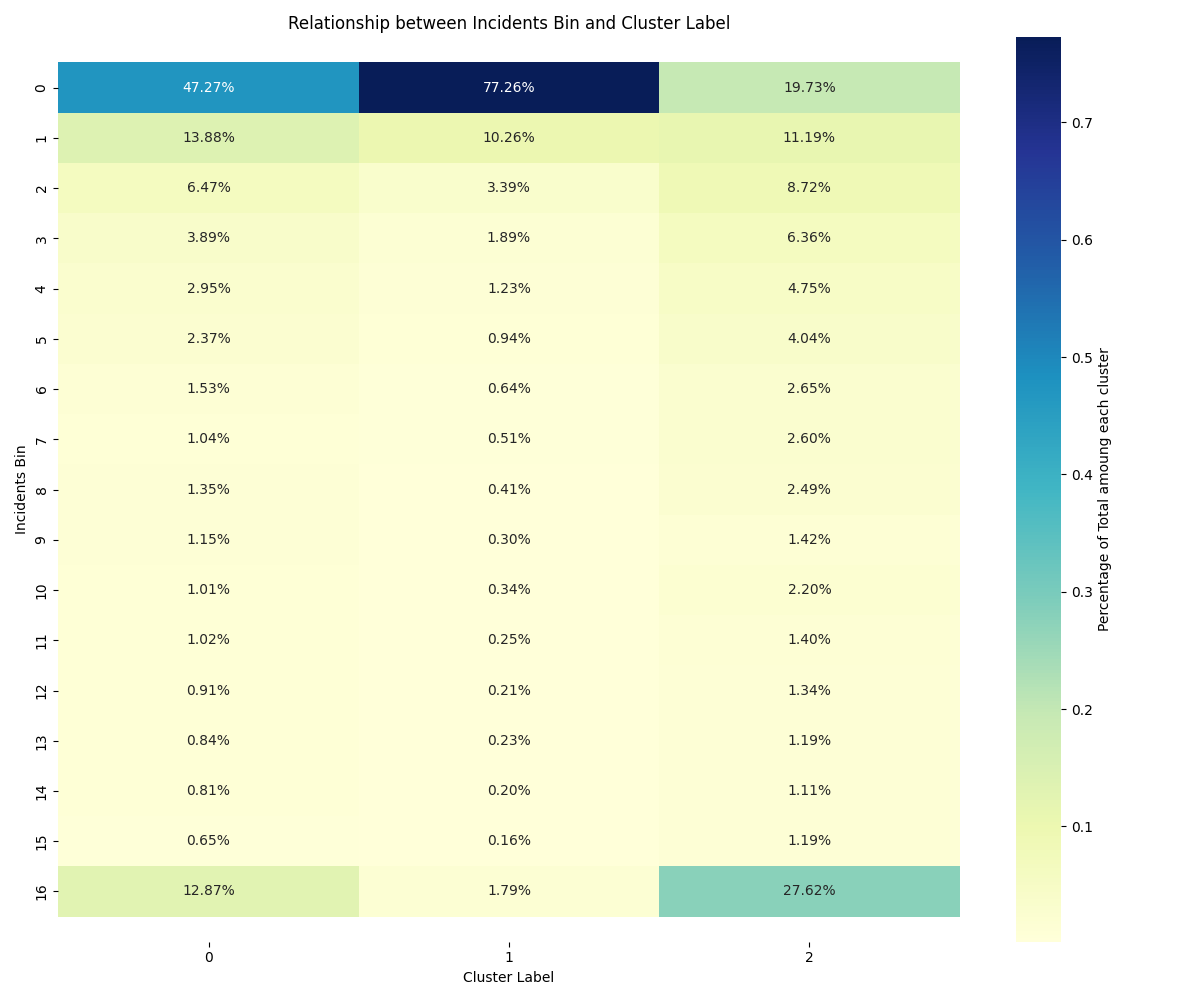 Relationship between Incidents Bin and Cluster Label
0 47.27% 77.26% 19.73%
1 13.88% 10.26% 11.19%
2 6.47% 3.39% 8.72%
3 3.89% 1.89% 6.36%
4 2.95% 1.23% 4.75%
5 2.37% 0.94% 4.04%
6 1.53% 0.64% 2.65%
7 1.04% 0.51% 2.60%
8 1.35% 0.41% 2.49%
9 1.15% 0.30% 1.42%
10 1.01% 0.34% 2.20%
11 1.02% 0.25% 1.40%
12 0.91% 0.21% 1.34%
13 0.84% 0.23% 1.19%
14 0.81% 0.20% 1.11%
15 0.65% 0.16% 1.19%
16 12.87% 1.79% 27.62%
0 1 2
Cluster Label
Incidents Bin
0.7
0.6
0.5
0.4
0.3
0.2
0.1
Percentage of Total amoung each cluster